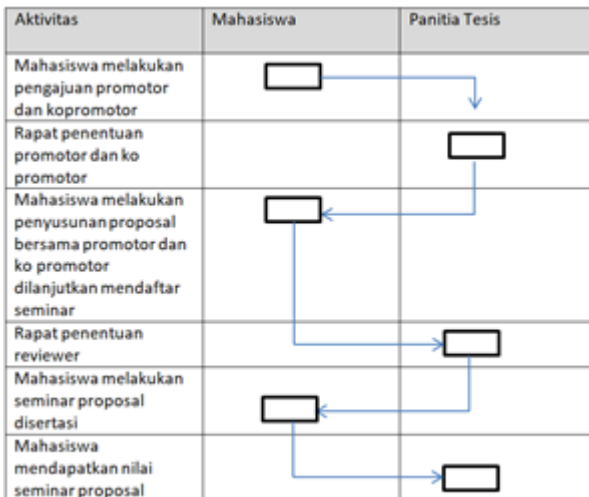 Aktivitas
Mahasiswa
Panitia Tesis
Mahasiswa melakukan
pengajuan promotor
dan kopromotor
Rapat penentuan
promotor dan ko
promotor
Mahasiswa melakukan
penyusunan proposal
bersama promotor dan
ko promotor
dilanjutkan mendaftar
seminar
Rapat penentuan
reviewer
Mahasiswa melakukan
seminar proposal
disertasi
Mahasiswa
mendapatkan nilai
seminar proposal